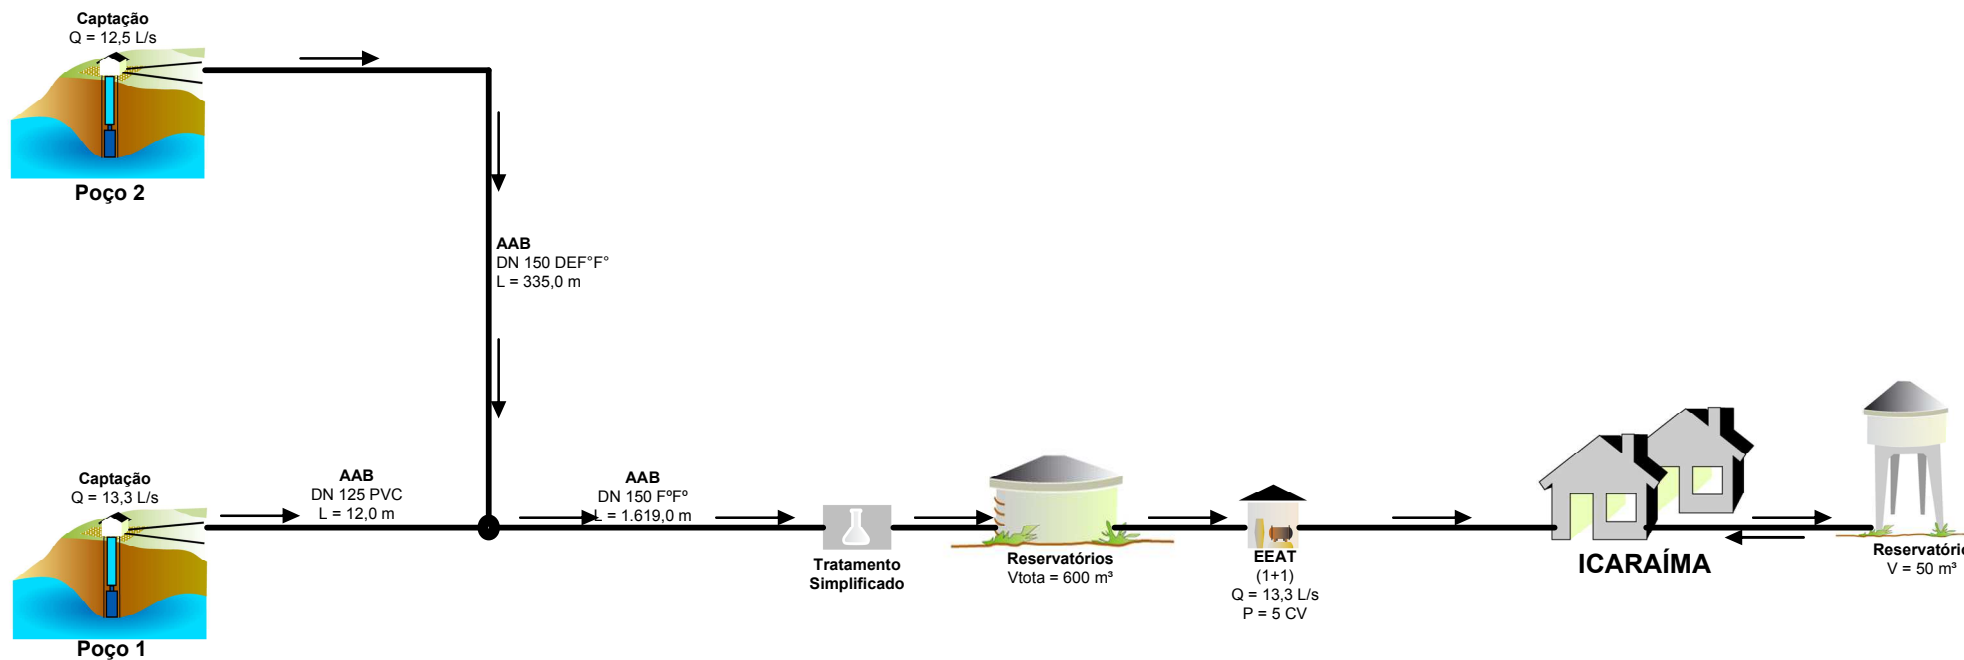 Captação
Q = 12,5 L/s
Poço 2
AAB
DN 150 DEF°F°
L = 335,0 m
Captação
Q = 13,3 L/s
Poço 1
AAB
DN 125 PVC
L = 12,0 m
AAB
DN 150 FºFº
L = 1.619,0 m
Tratamento
Simplificado
Reservatórios
Vtota = 600 m³
EEAT
(1+1)
Q = 13,3 L/s
P = 5 CV
ICARAÍMA
Reservatóri
V = 50 m³